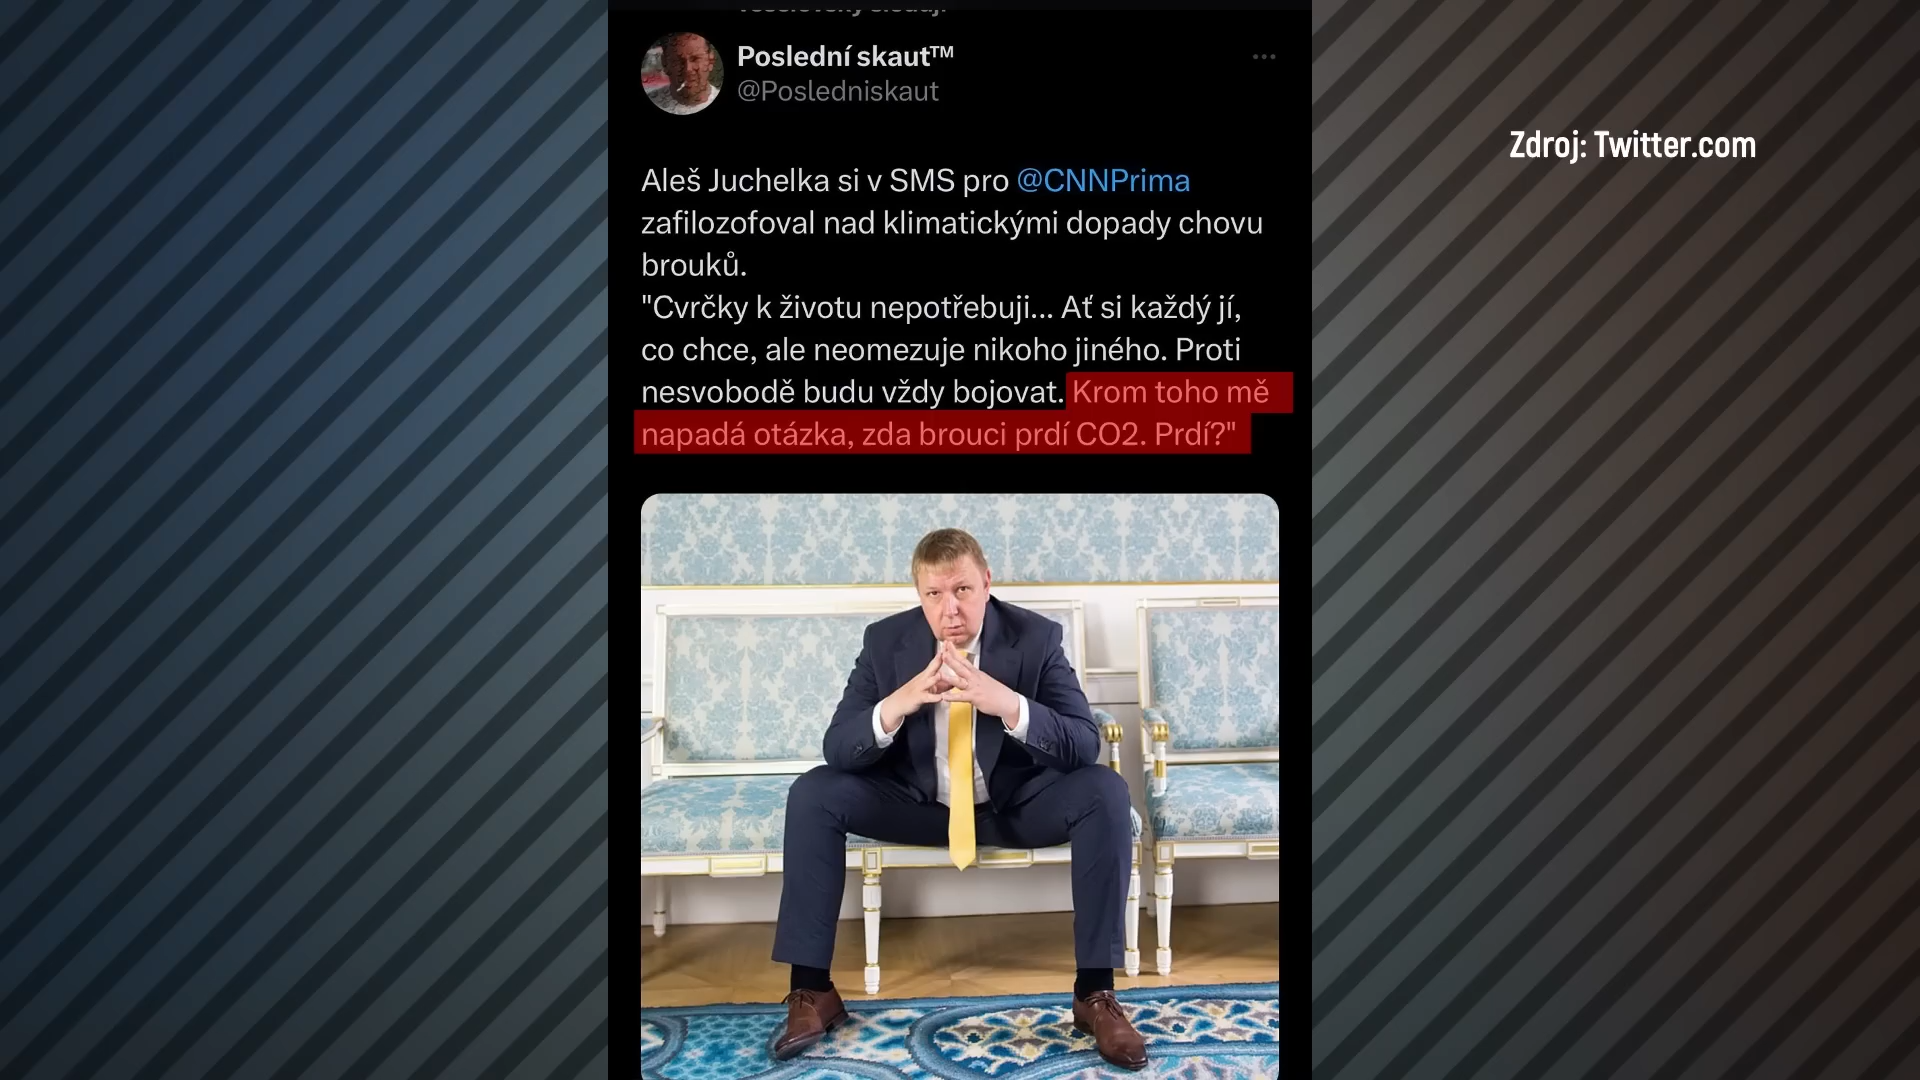 Poslední skaut™
@Posledniskaut
Zdroj: Twitter.com
Aleš Juchelka si v SMS pro @CNNPrima
zafilozofoval nad klimatickými dopady chovu
brouků.
"Cvrčky k životu nepotřebuji... Ať si každý jí,
co chce, ale neomezuje nikoho jiného. Proti
nesvobodě budu vždy bojovat. Krom toho mě
napadá otázka, zda brouci prdí CO2. Prdí?"